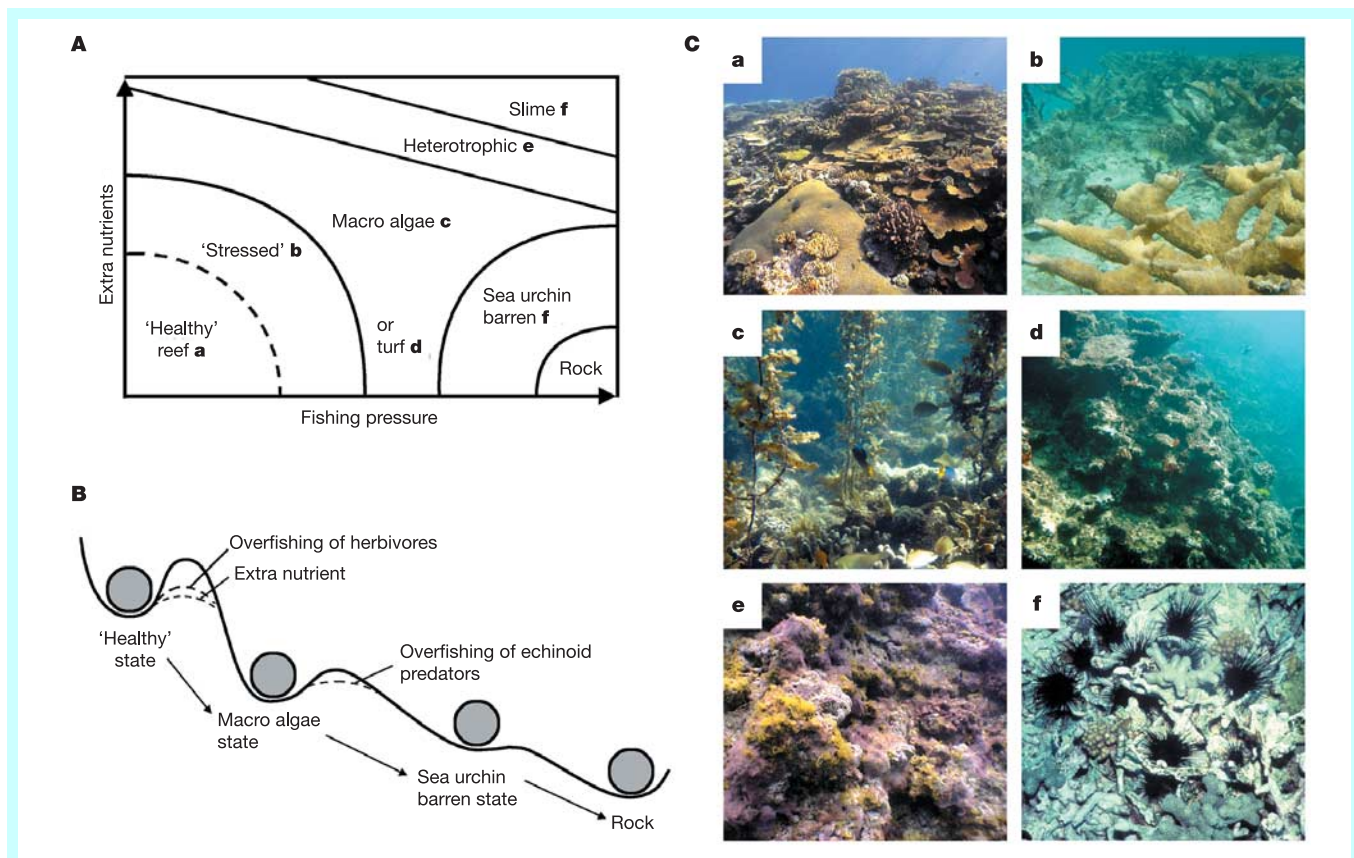 A
Extra nutrients
Slime f
Heterotrophic e
Macro algae c
'Stressed' b
Sea urchin
barren f
or
turf d
'Healthy'
reef a
Rock
Fishing pressure
B
Overfishing of herbivores
Extra nutrient
'Healthy'
state
Overfishing of echinoid
predators
Macro algae
state
Sea urchin
barren state
Rock
C
a
b
c
d
e
f